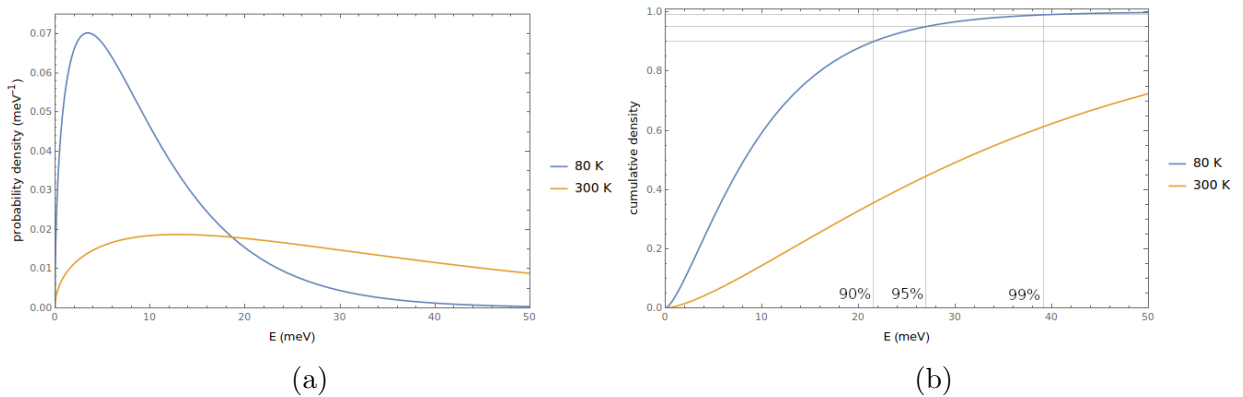 0.07
0.06
0.05
0.04
0.03
0.02
0.01
0.00
probability density (meV⁻¹)
0 10 20 30 40 50
E (meV)
80 K
300 K
(a)
1.0
0.8
0.6
0.4
0.2
0.0
cumulative density
90% 95% 99%
0 10 20 30 40 50
E (meV)
80 K
300 K
(b)